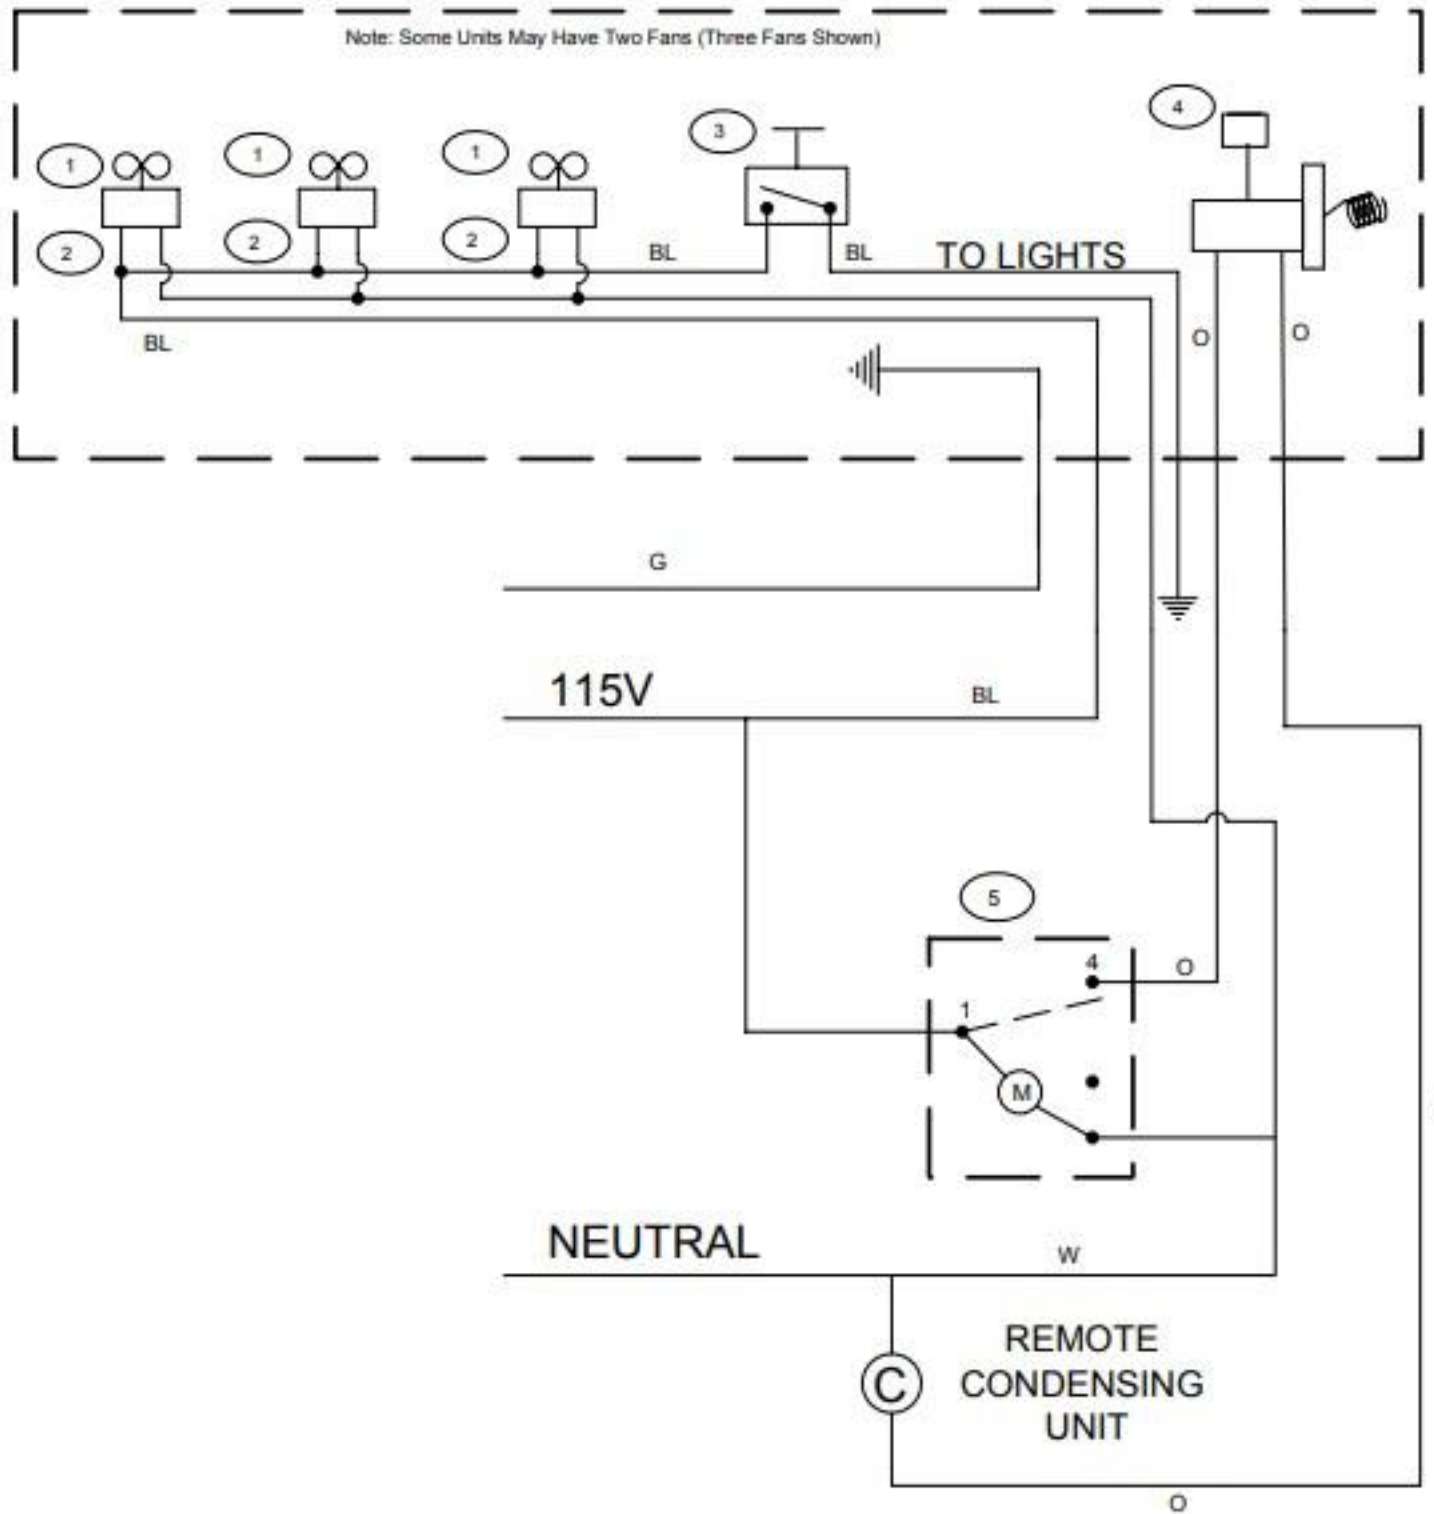 Note: Some Units May Have Two Fans (Three Fans Shown)
1
1
1
3
4
2
2
2
BL
BL
TO LIGHTS
BL
O
O
G
115V
BL
5
4
O
1
M
NEUTRAL
W
REMOTE
CONDENSING
UNIT
C
O